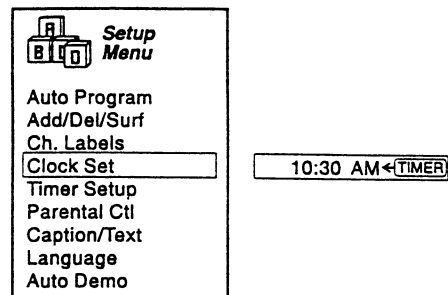 Setup
Menu
A
B D
Auto Program
Add/Del/Surf
Ch. Labels
Clock Set
10:30 AM←TIMER
Timer Setup
Parental Ctl
Caption/Text
Language
Auto Demo